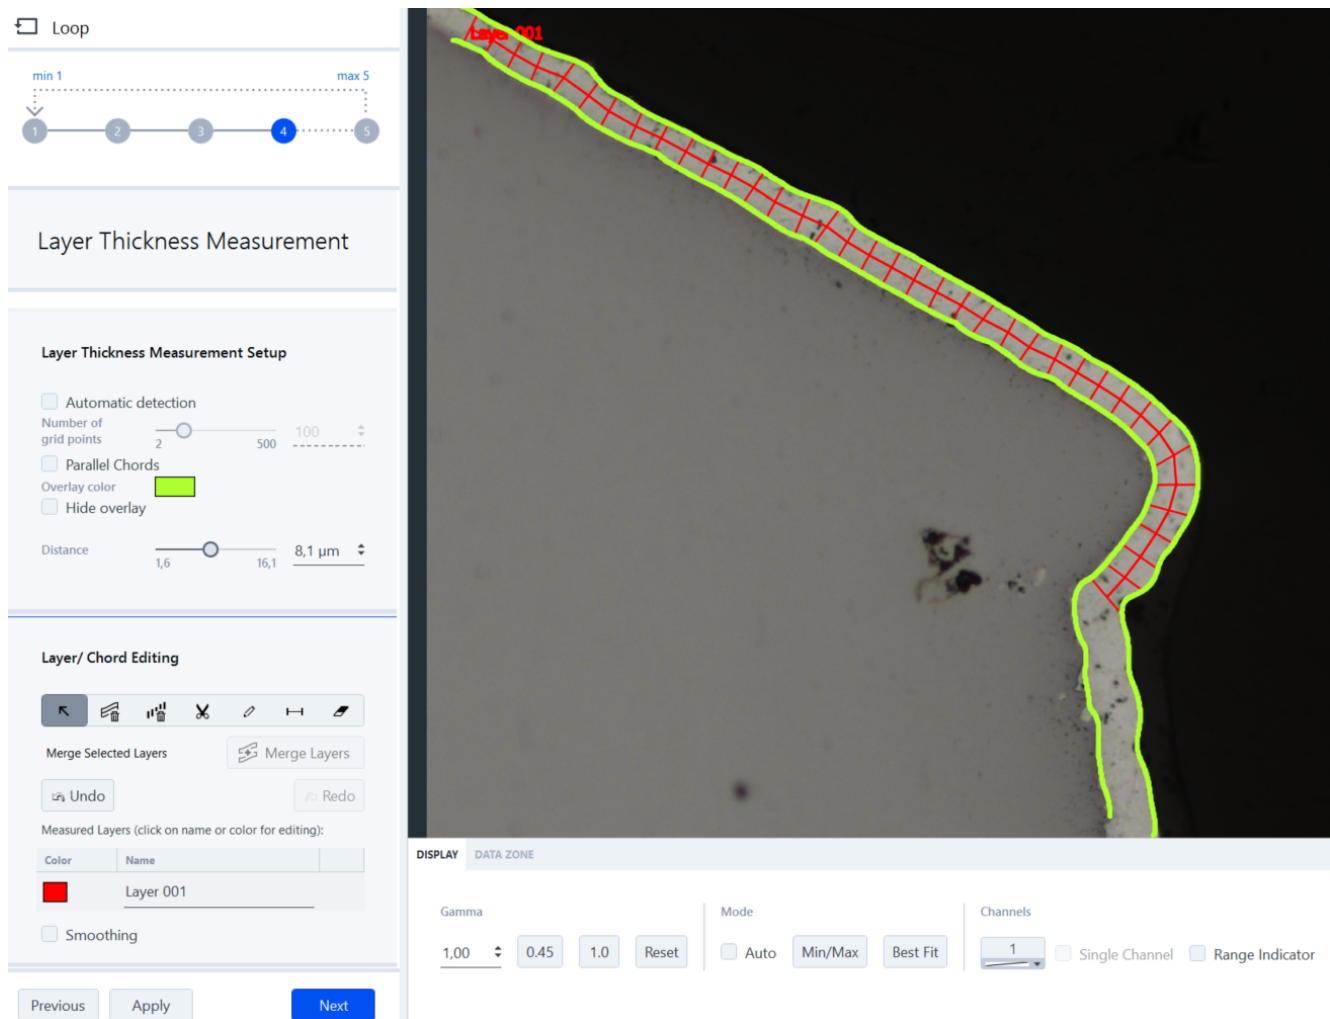 Loop
min 1
max 5
1
2
3
4
5
Layer Thickness Measurement
Layer Thickness Measurement Setup
Automatic detection
Number of
grid points
2
500
100
Parallel Chords
Overlay color
Hide overlay
Distance
1,6
16,1
8,1 µm
Layer/ Chord Editing
Merge Selected Layers
Merge Layers
Undo
Redo
Measured Layers (click on name or color for editing):
Color Name
Layer 001
Smoothing
Previous Apply Next
Layer 001
DISPLAY DATA ZONE
Gamma
1,00 0.45 1.0 Reset
Mode
Auto Min/Max Best Fit
Channels
1 Single Channel Range Indicator